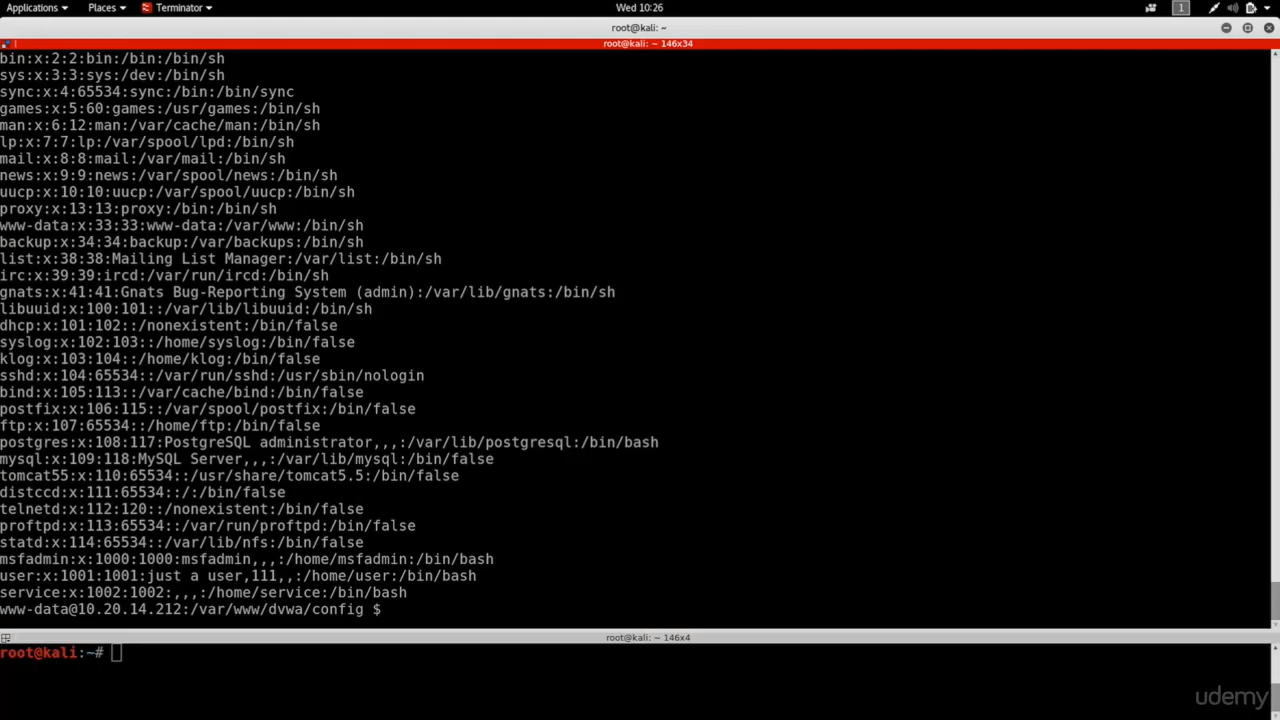 Applications Places Terminator Wed 10:26 1
root@kali: ~
root@kali: ~ 146x34
bin:x:2:2:bin:/bin:/bin/sh
sys:x:3:3:sys:/dev:/bin/sh
sync:x:4:65534:sync:/bin:/bin/sync
games:x:5:60:games:/usr/games:/bin/sh
man:x:6:12:man:/var/cache/man:/bin/sh
lp:x:7:7:lp:/var/spool/lpd:/bin/sh
mail:x:8:8:mail:/var/mail:/bin/sh
news:x:9:9:news:/var/spool/news:/bin/sh
uucp:x:10:10:uucp:/var/spool/uucp:/bin/sh
proxy:x:13:13:proxy:/bin:/bin/sh
www-data:x:33:33:www-data:/var/www:/bin/sh
backup:x:34:34:backup:/var/backups:/bin/sh
list:x:38:38:Mailing List Manager:/var/list:/bin/sh
irc:x:39:39:ircd:/var/run/ircd:/bin/sh
gnats:x:41:41:Gnats Bug-Reporting System (admin):/var/lib/gnats:/bin/sh
libuuid:x:100:101::/var/lib/libuuid:/bin/sh
dhcp:x:101:102::/nonexistent:/bin/false
syslog:x:102:103::/home/syslog:/bin/false
klog:x:103:104::/home/klog:/bin/false
sshd:x:104:65534::/var/run/sshd:/usr/sbin/nologin
bind:x:105:113::/var/cache/bind:/bin/false
postfix:x:106:115::/var/spool/postfix:/bin/false
ftp:x:107:65534::/home/ftp:/bin/false
postgres:x:108:117:PostgreSQL administrator,,,:/var/lib/postgresql:/bin/bash
mysql:x:109:118:MySQL Server,,,:/var/lib/mysql:/bin/false
tomcat55:x:110:65534::/usr/share/tomcat5.5:/bin/false
distccd:x:111:65534::/:/bin/false
telnetd:x:112:120::/nonexistent:/bin/false
proftpd:x:113:65534::/var/run/proftpd:/bin/false
statd:x:114:65534::/var/lib/nfs:/bin/false
msfadmin:x:1000:1000:msfadmin,,,:/home/msfadmin:/bin/bash
user:x:1001:1001:just a user,111,,:/home/user:/bin/bash
service:x:1002:1002:,,,:/home/service:/bin/bash
www-data@10.20.14.212:/var/www/dvwa/config $
root@kali: ~ 146x4
root@kali:~#
udemy